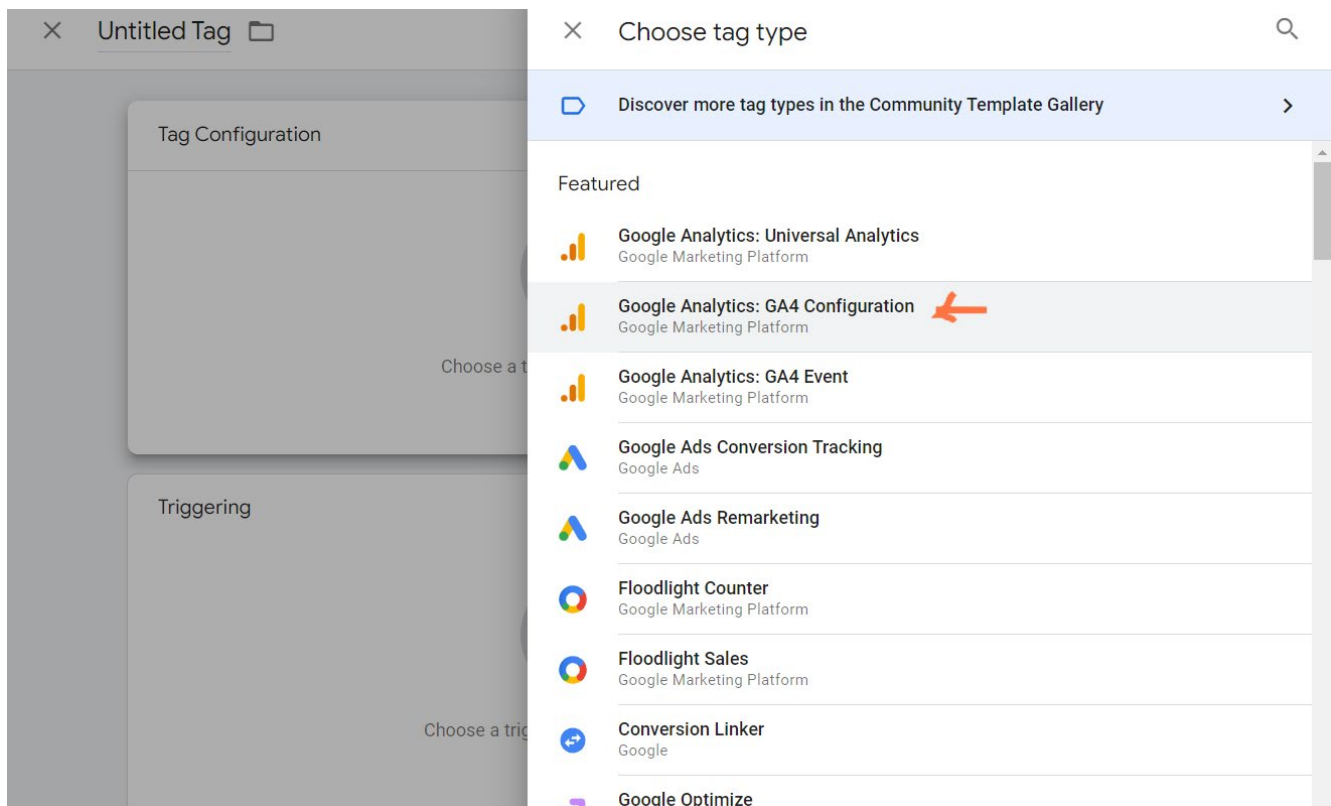 Untitled Tag
Tag Configuration
Choose a t
Triggering
Choose a trig
Choose tag type
Discover more tag types in the Community Template Gallery
Featured
Google Analytics: Universal Analytics
Google Marketing Platform
Google Analytics: GA4 Configuration
Google Marketing Platform
Google Analytics: GA4 Event
Google Marketing Platform
Google Ads Conversion Tracking
Google Ads
Google Ads Remarketing
Google Ads
Floodlight Counter
Google Marketing Platform
Floodlight Sales
Google Marketing Platform
Conversion Linker
Google
Google Optimize